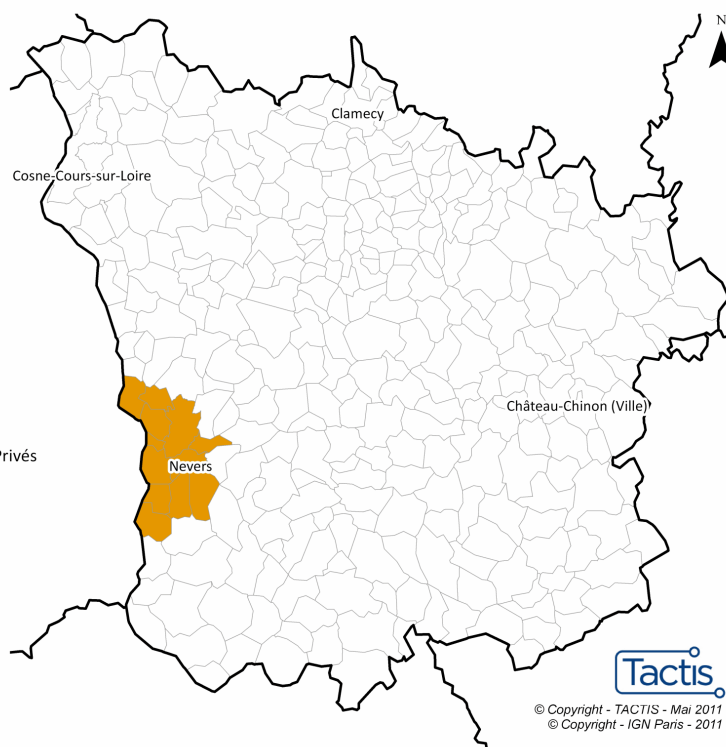 N
Clamecy
Cosne-Cours-sur-Loire
Château-Chinon (Ville)
Privés
Nevers
Tactis
© Copyright - TACTIS - Mai 2011
© Copyright - IGN Paris - 2011